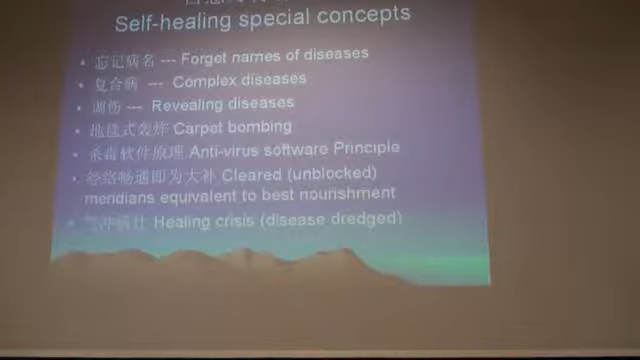 Self-healing special concepts
• 忘记病名 --- Forget names of diseases
• 复合病 --- Complex diseases
• 调伤 --- Revealing diseases
• 地毯式轰炸 Carpet bombing
• 杀毒软件原理 Anti-virus software Principle
• 经络畅通即为大补 Cleared (unblocked)
meridians equivalent to best nourishment
• 气冲病灶 Healing crisis (disease dredged)